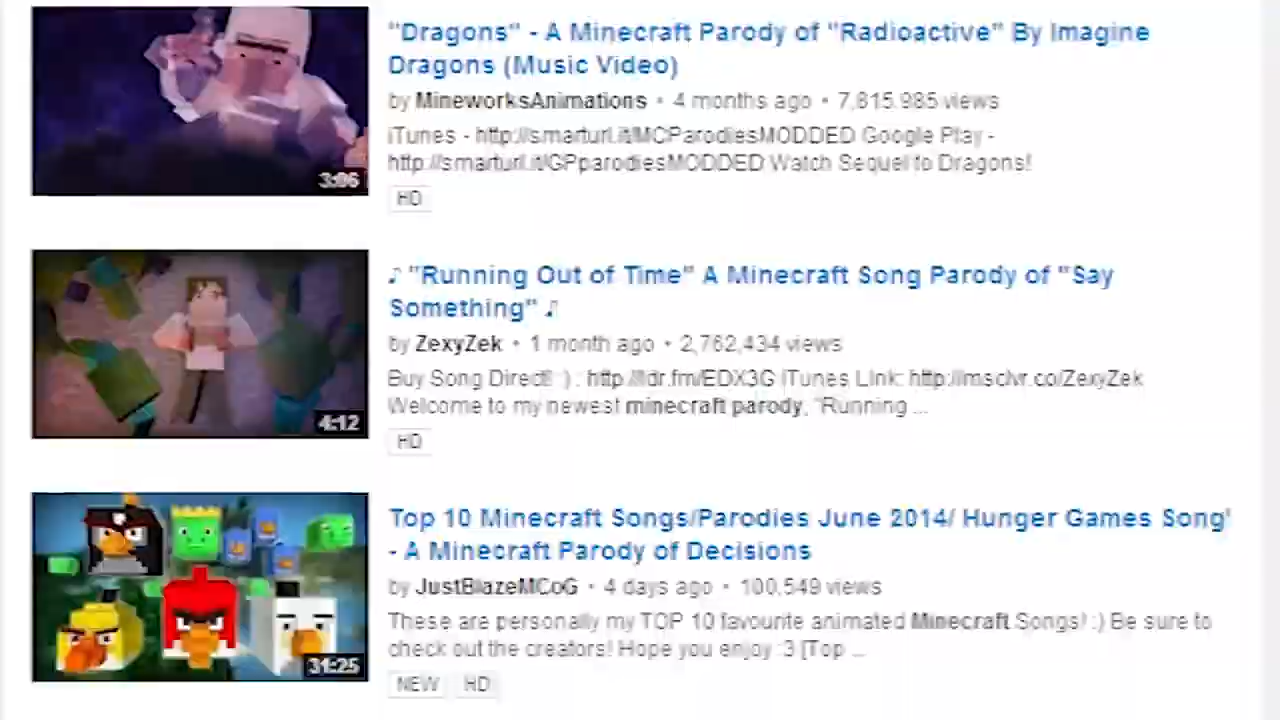 "Dragons" - A Minecraft Parody of "Radioactive" By Imagine
Dragons (Music Video)
by MineworksAnimations • 4 months ago • 7,815,985 views
iTunes - http://smarturl.it/MCParodiesMODDED Google Play -
http://smarturl.it/GPparodiesMODDED Watch Sequel to Dragons!
3:06
HD
♪ "Running Out of Time" A Minecraft Song Parody of "Say
Something" ♪
by ZexyZek • 1 month ago • 2,762,434 views
Buy Song Direct! :) : http://ldr.fm/EDX3G iTunes Link: http://msclvr.co/ZexyZek
Welcome to my newest minecraft parody, "Running ...
4:12
HD
Top 10 Minecraft Songs/Parodies June 2014/ Hunger Games Song'
- A Minecraft Parody of Decisions
by JustBlazeMCoG • 4 days ago • 100,549 views
These are personally my TOP 10 favourite animated Minecraft Songs! :) Be sure to
check out the creators! Hope you enjoy :3 [Top ...
31:25
NEW HD